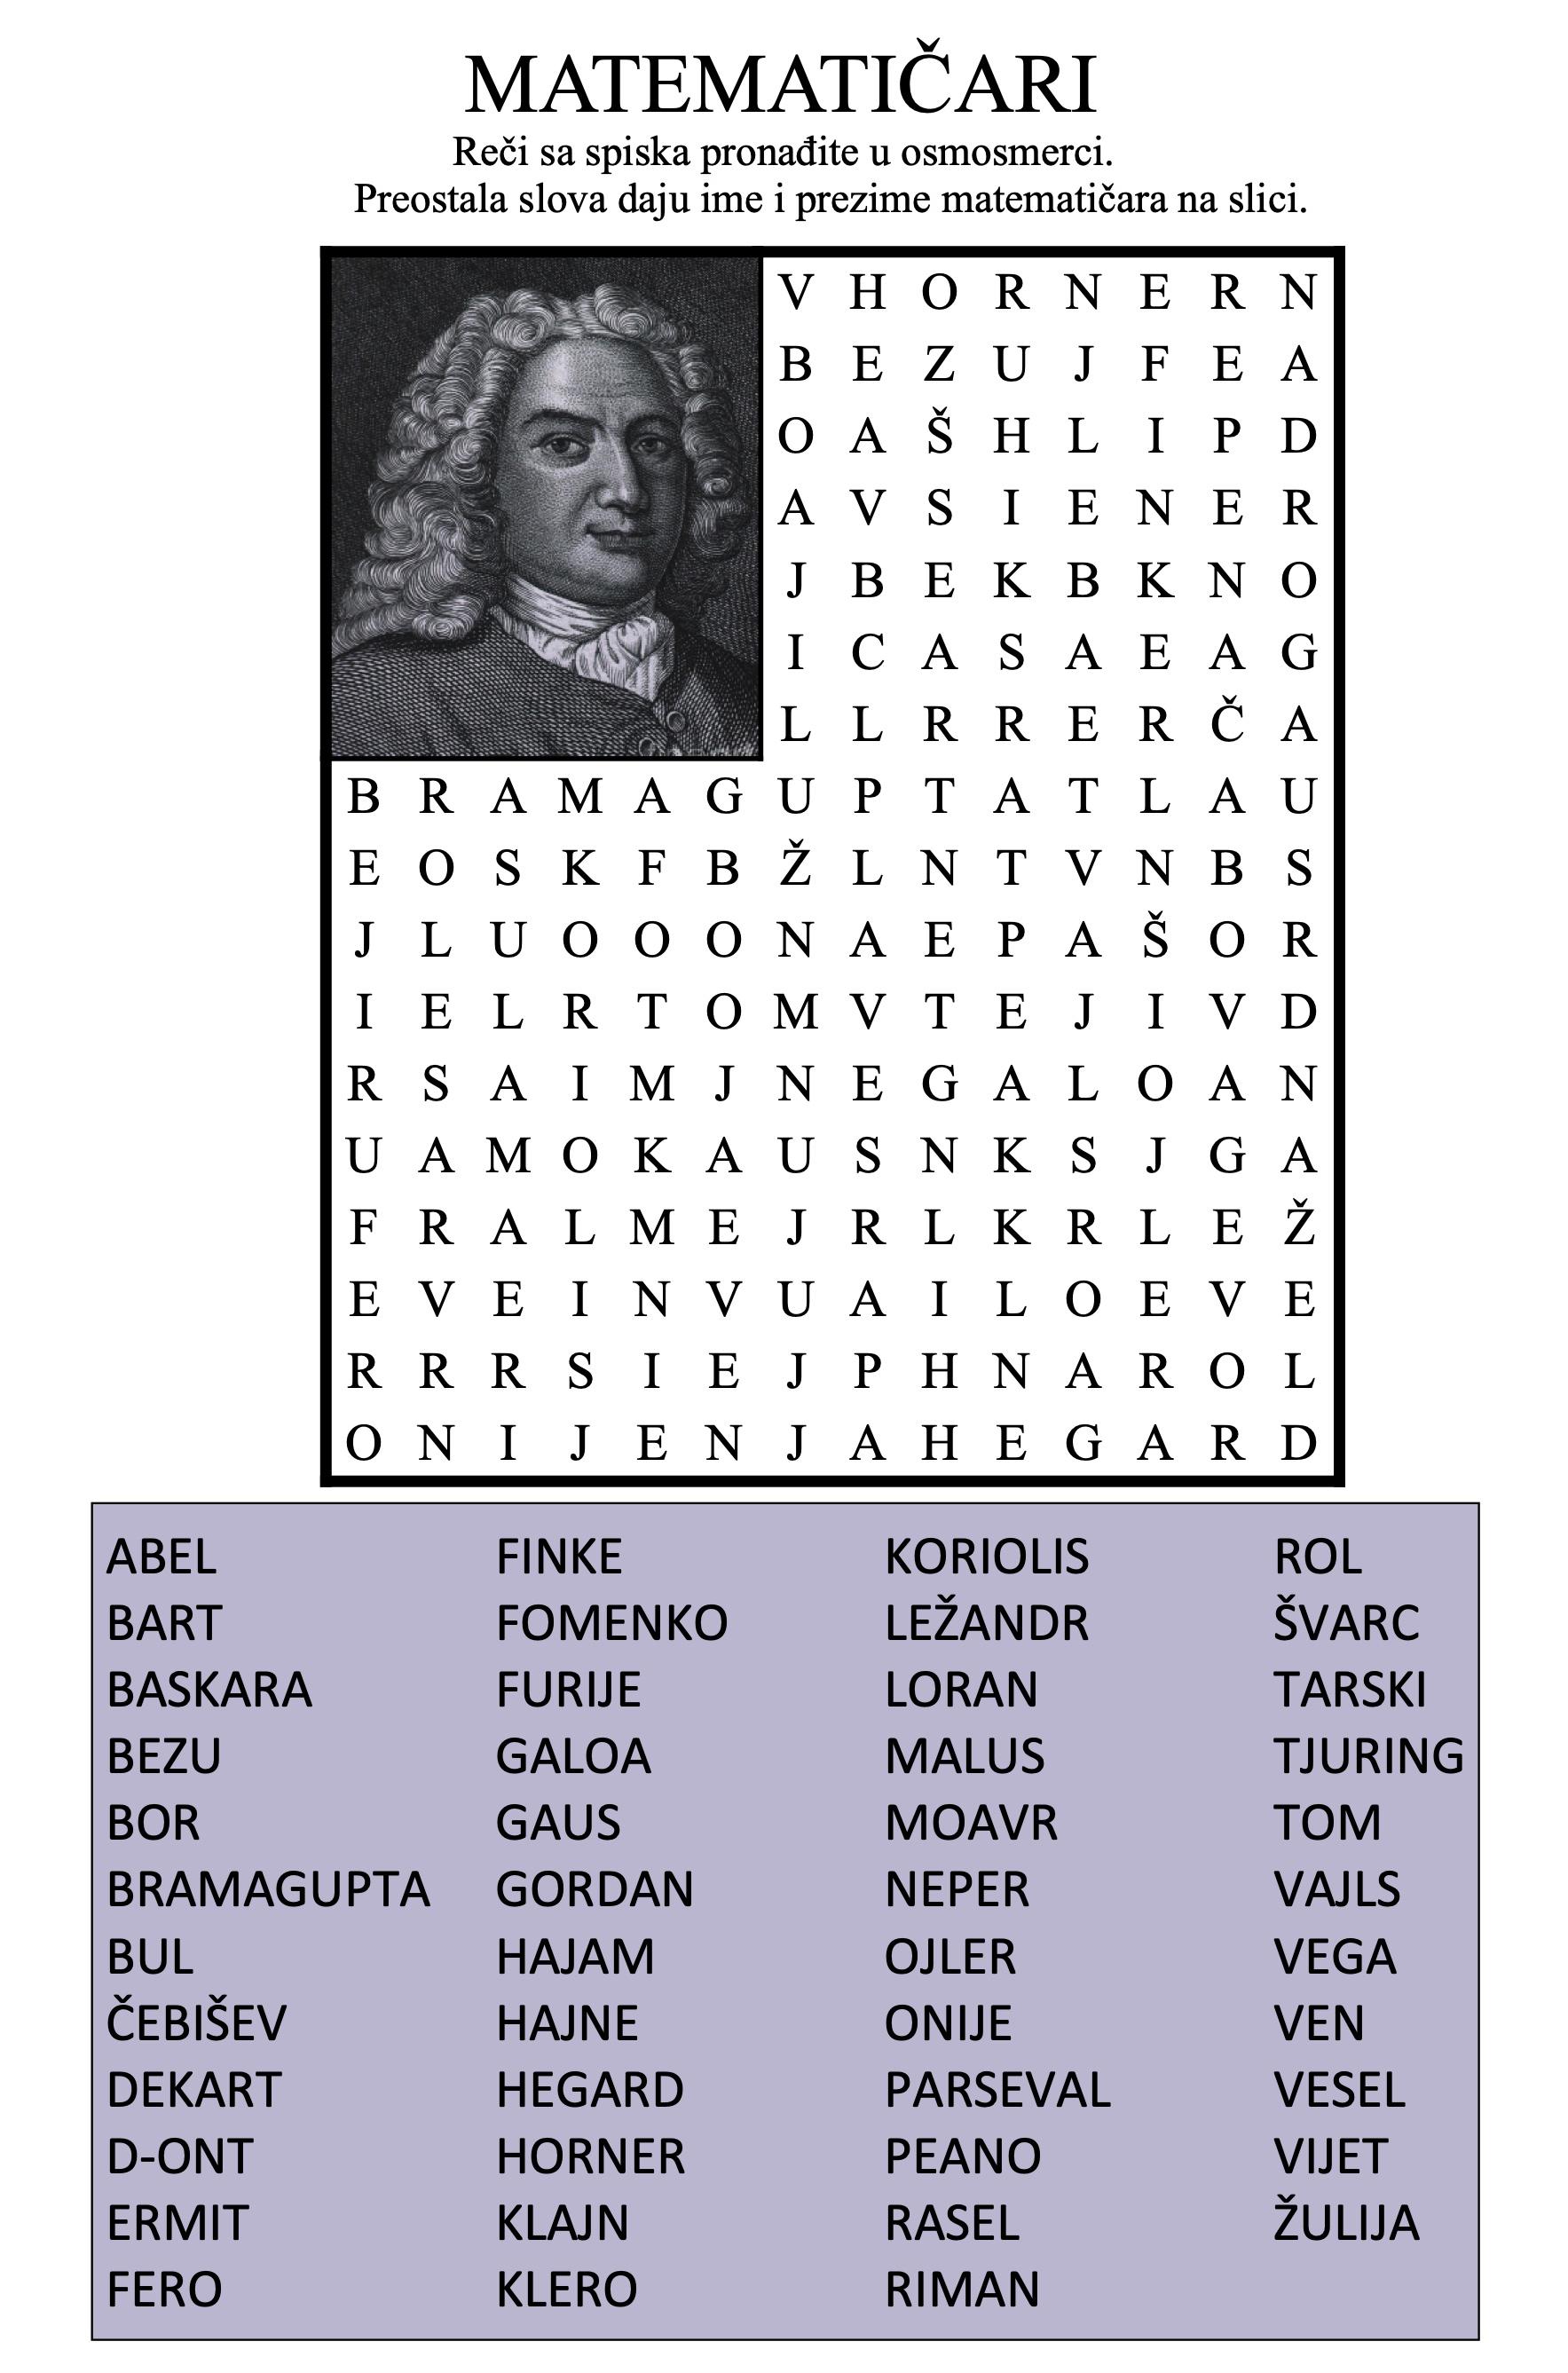 MATEMATIČARI
Reči sa spiska pronađite u osmosmerci.
Preostala slova daju ime i prezime matematičara na slici.
V H O R N E R N
B E Z U J F E A
O A Š H L I P D
A V S I E N E R
J B E K B K N O
I C A S A E A G
L L R R E R Č A
B R A M A G U P T A T L A U
E O S K F B Ž L N T V N B S
J L U O O O N A E P A Š O R
I E L R T O M V T E J I V D
R S A I M J N E G A L O A N
U A M O K A U S N K S J G A
F R A L M E J R L K R L E Ž
E V E I N V U A I L O E V E
R R R S I E J P H N A R O L
O N I J E N J A H E G A R D
ABEL FINKE KORIOLIS ROL
BART FOMENKO LEŽANDR ŠVARC
BASKARA FURIJE LORAN TARSKI
BEZU GALOA MALUS TJURING
BOR GAUS MOAVR TOM
BRAMAGUPTA GORDAN NEPER VAJLS
BUL HAJAM OJLER VEGA
ČEBIŠEV HAJNE ONIJE VEN
DEKART HEGARD PARSEVAL VESEL
D-ONT HORNER PEANO VIJET
ERMIT KLAJN RASEL ŽULIJA
FERO KLERO RIMAN